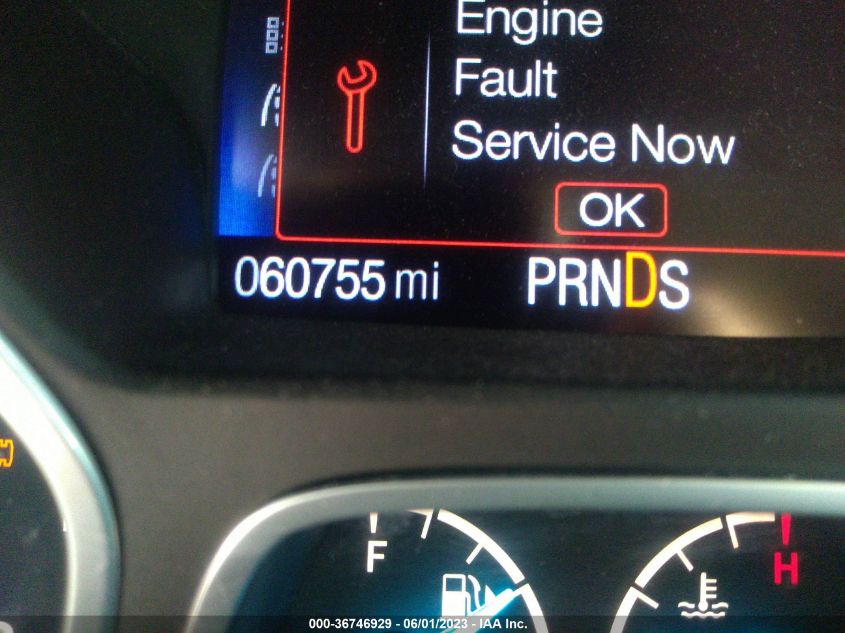 Engine
Fault
Service Now
OK
060755 mi PRNDS
F
H
000-36746929 - 06/01/2023 - IAA Inc.